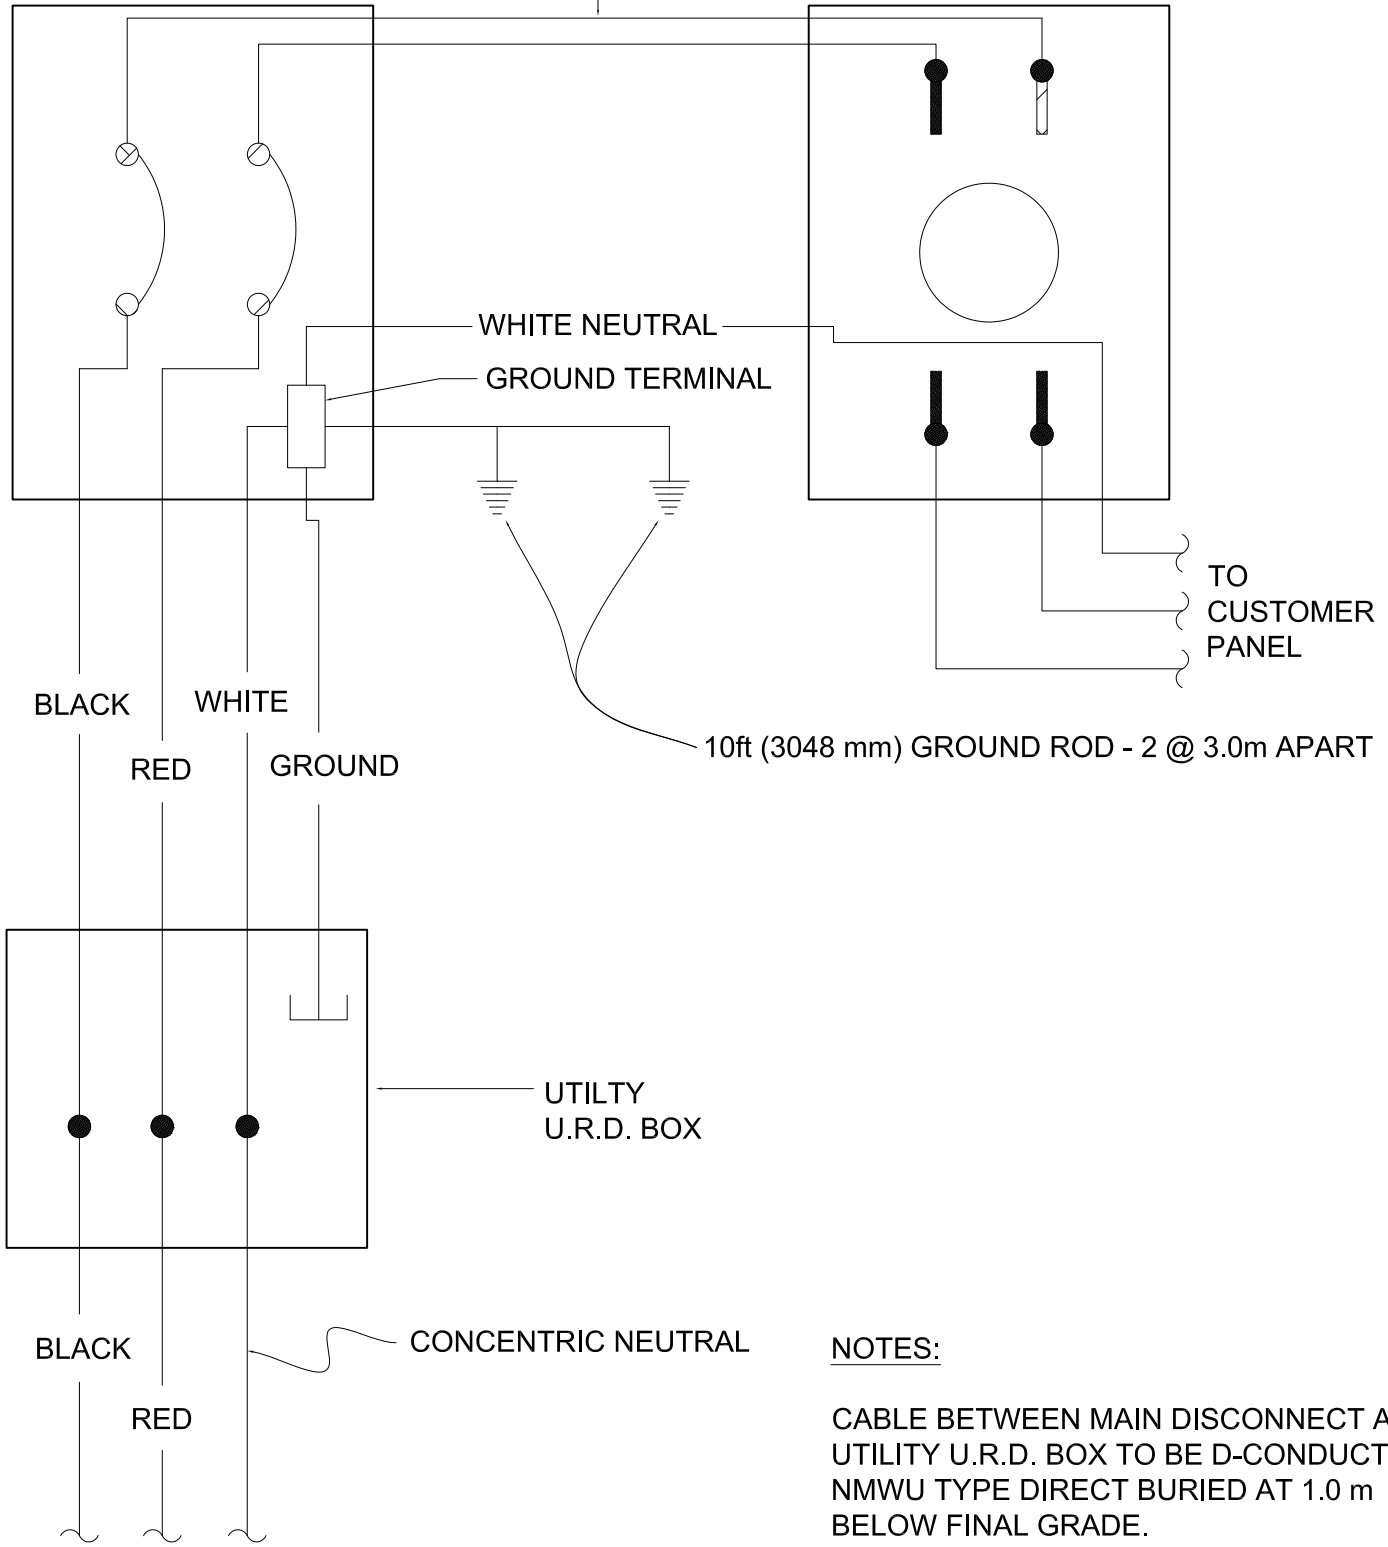 WHITE NEUTRAL
GROUND TERMINAL
TO
CUSTOMER
PANEL
BLACK
WHITE
RED
GROUND
10ft (3048 mm) GROUND ROD - 2 @ 3.0m APART
UTILTY
U.R.D. BOX
BLACK
CONCENTRIC NEUTRAL
RED
NOTES:
CABLE BETWEEN MAIN DISCONNECT A
UTILITY U.R.D. BOX TO BE D-CONDUCT
NMWU TYPE DIRECT BURIED AT 1.0 m
BELOW FINAL GRADE.